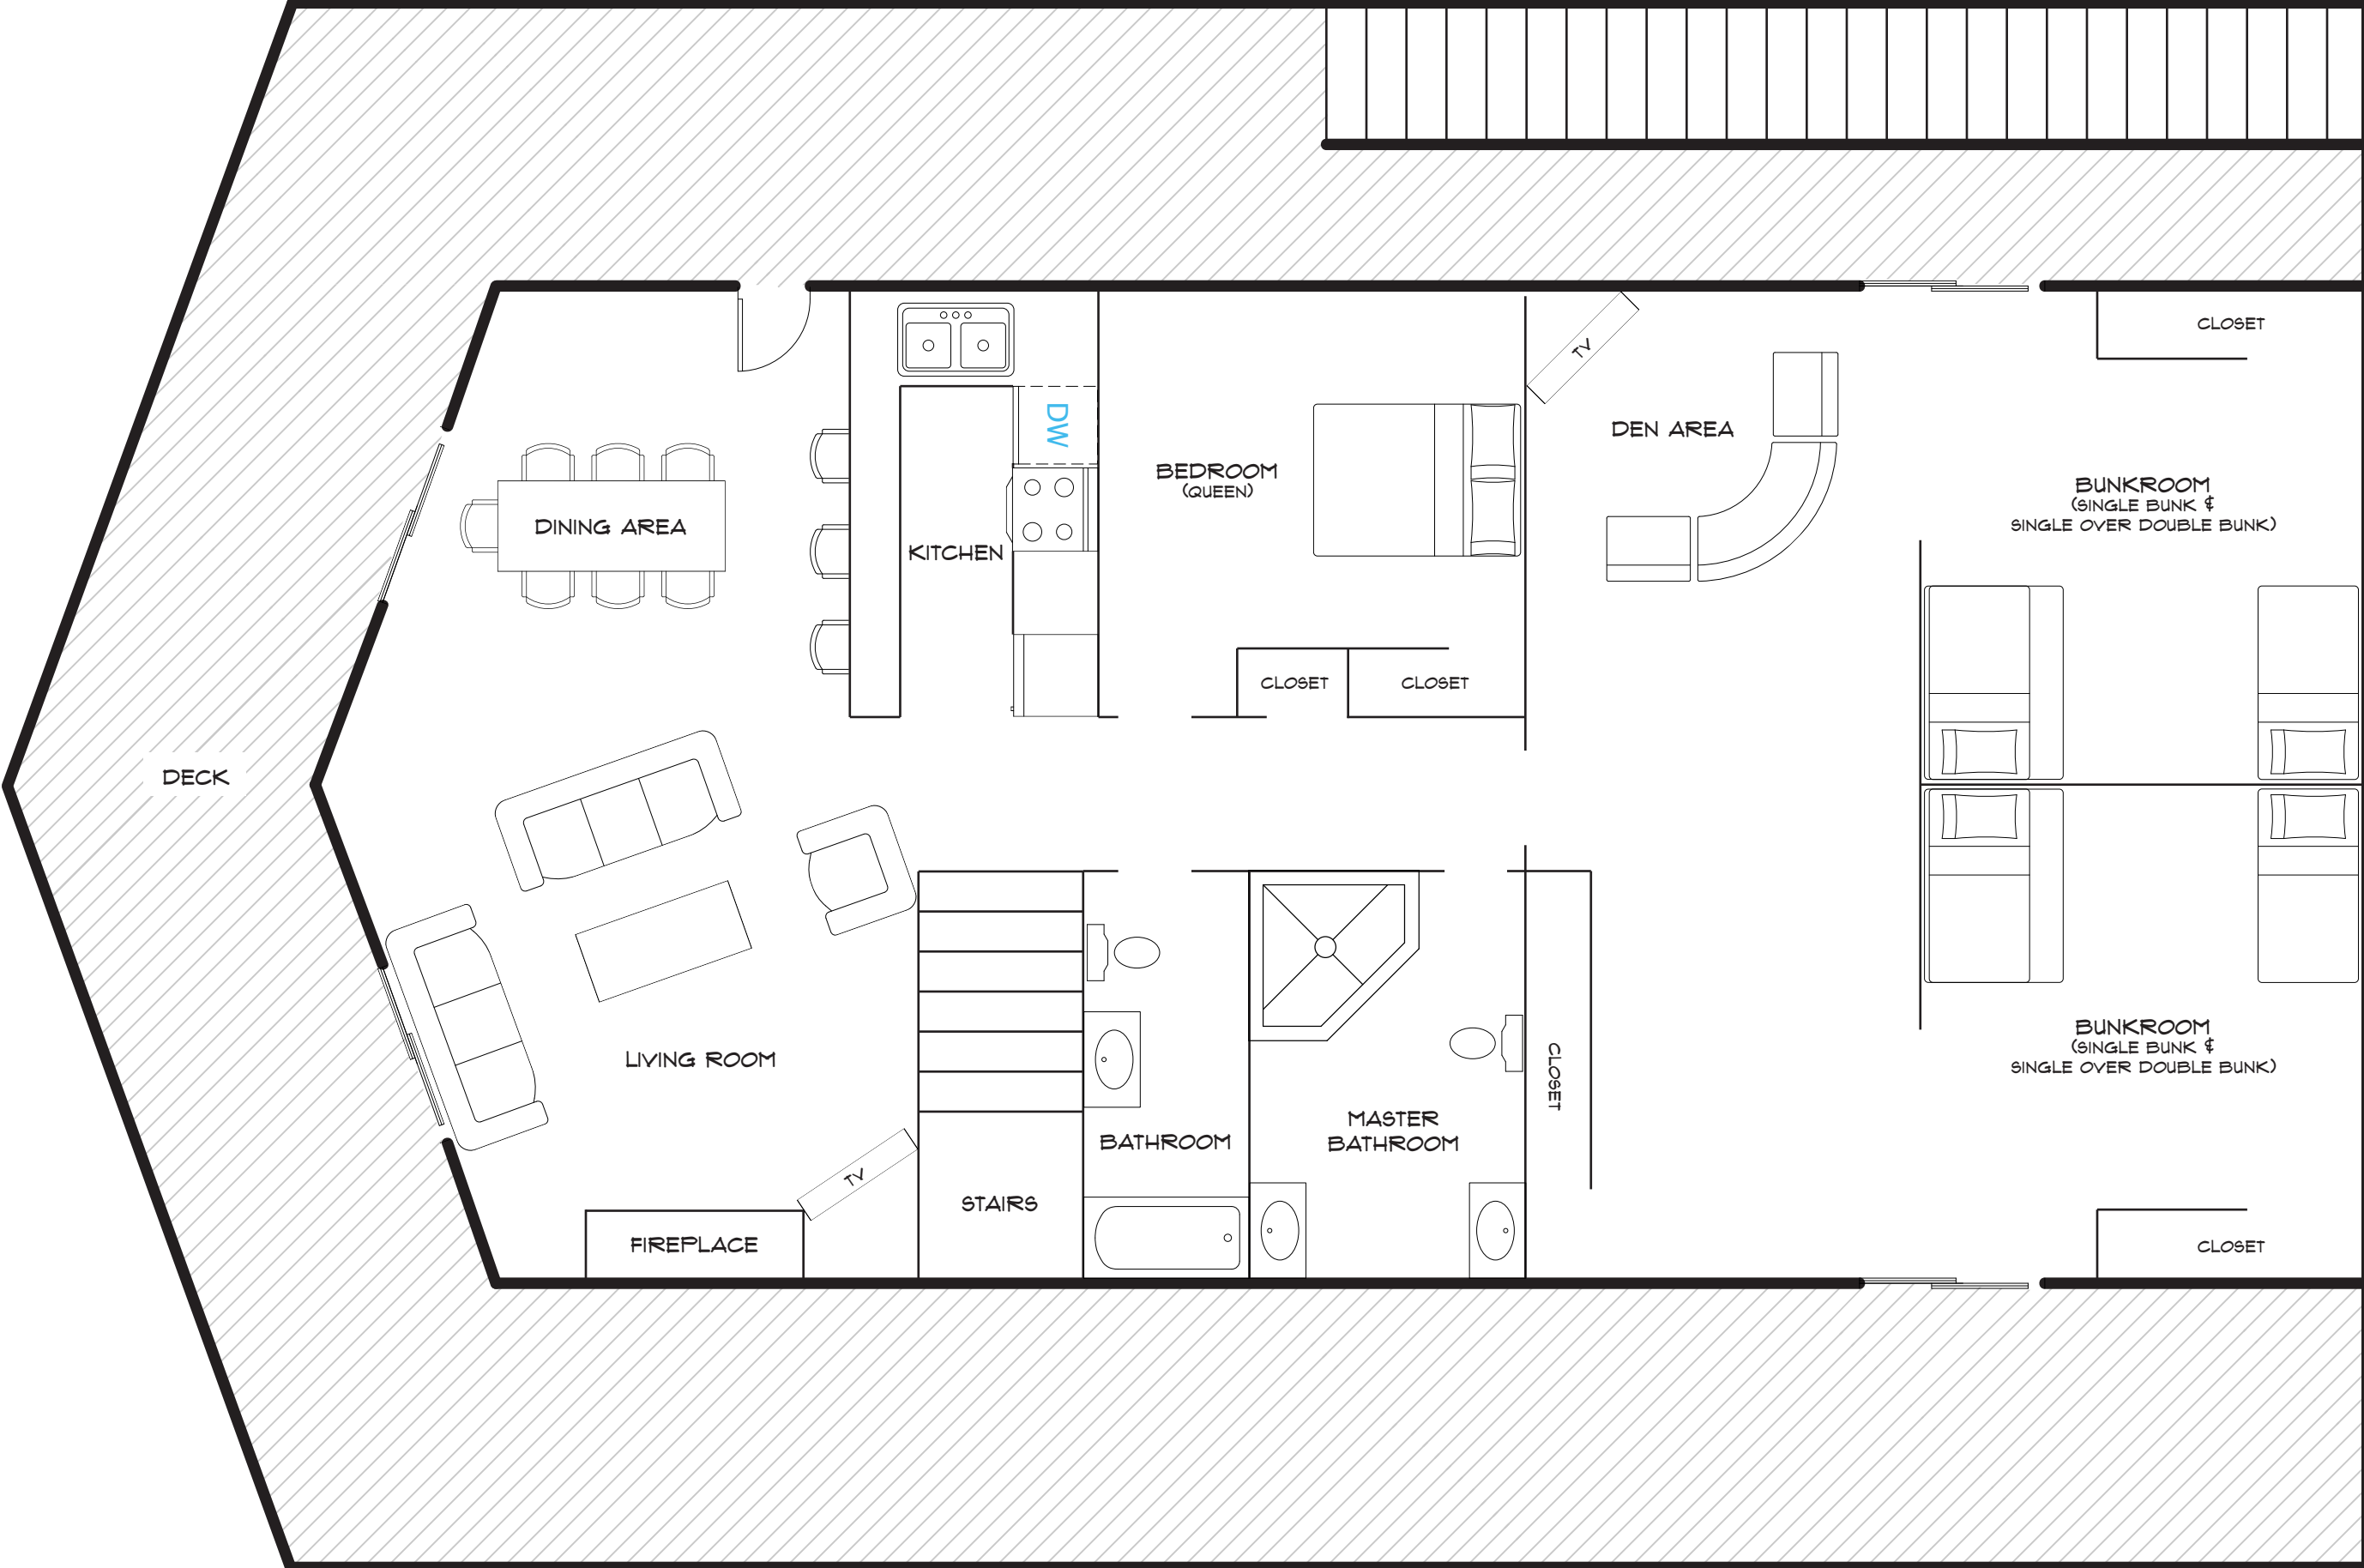 CLOSET
TV
DW
DEN AREA
BEDROOM
(QUEEN)
BUNKROOM
(SINGLE BUNK &
SINGLE OVER DOUBLE BUNK)
DINING AREA
KITCHEN
CLOSET
CLOSET
DECK
LIVING ROOM
BUNKROOM
(SINGLE BUNK &
SINGLE OVER DOUBLE BUNK)
CLOSET
MASTER
BATHROOM
BATHROOM
TV
STAIRS
FIREPLACE
CLOSET